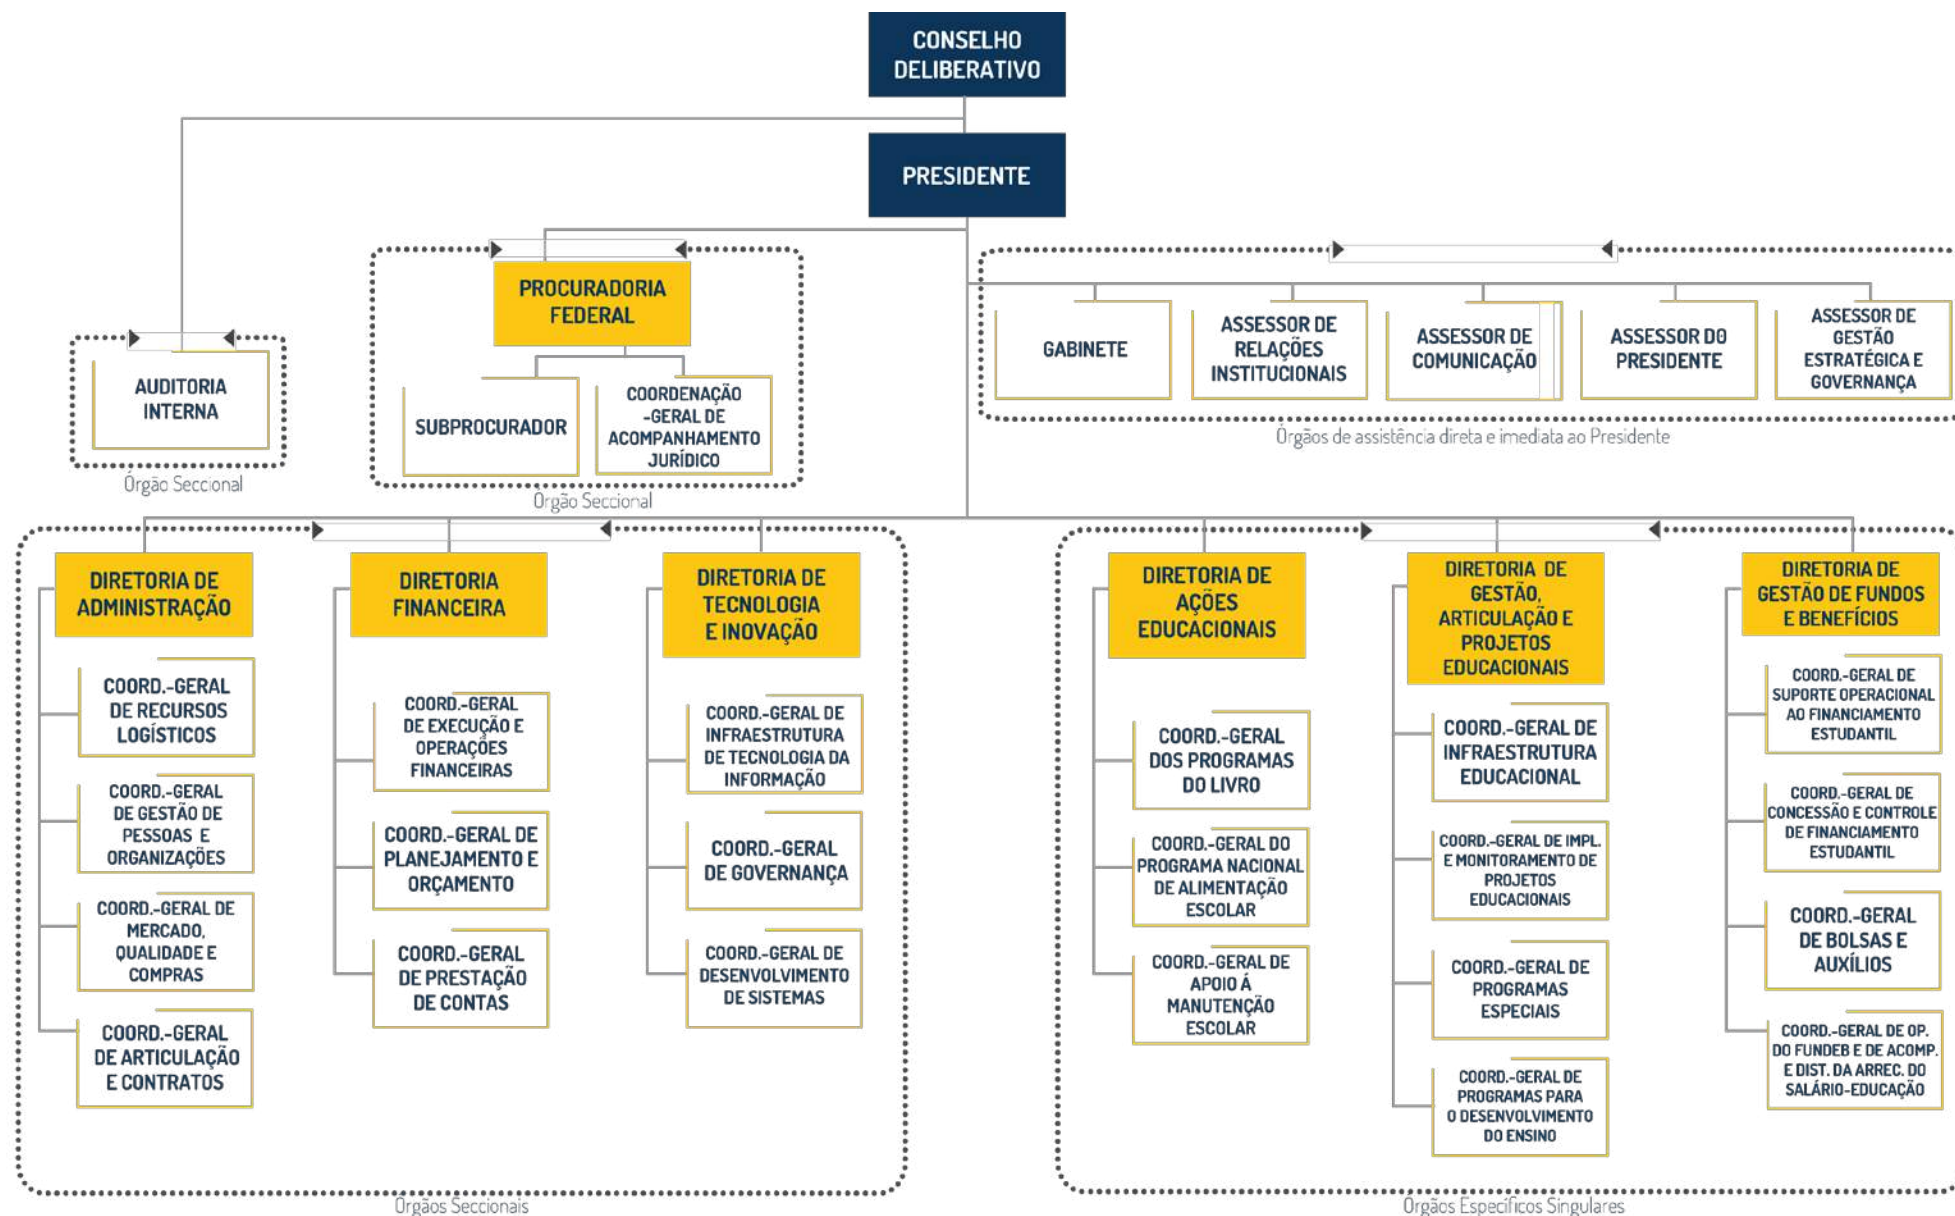 CONSELHO
DELIBERATIVO
PRESIDENTE
PROCURADORIA
FEDERAL
SUBPROCURADOR
COORDENAÇÃO
-GERAL DE
ACOMPANHAMENTO
JURÍDICO
Órgão Seccional
AUDITORIA
INTERNA
Órgão Seccional
GABINETE
ASSESSOR DE
RELAÇÕES
INSTITUCIONAIS
ASSESSOR DE
COMUNICAÇÃO
ASSESSOR DO
PRESIDENTE
ASSESSOR DE
GESTÃO
ESTRATÉGICA E
GOVERNANÇA
Órgãos de assistência direta e imediata ao Presidente
DIRETORIA DE
ADMINISTRAÇÃO
COORD.-GERAL
DE RECURSOS
LOGÍSTICOS
COORD.-GERAL
DE GESTÃO DE
PESSOAS E
ORGANIZAÇÕES
COORD.-GERAL DE
MERCADO,
QUALIDADE E
COMPRAS
COORD.-GERAL
DE ARTICULAÇÃO
E CONTRATOS
DIRETORIA
FINANCEIRA
COORD.-GERAL
DE EXECUÇÃO E
OPERAÇÕES
FINANCEIRAS
COORD.-GERAL DE
PLANEJAMENTO E
ORÇAMENTO
COORD.-GERAL
DE PRESTAÇÃO
DE CONTAS
DIRETORIA DE
TECNOLOGIA
E INOVAÇÃO
COORD.-GERAL DE
INFRAESTRUTURA
DE TECNOLOGIA DA
INFORMAÇÃO
COORD.-GERAL
DE GOVERNANÇA
COORD.-GERAL DE
DESENVOLVIMENTO
DE SISTEMAS
Órgãos Seccionais
DIRETORIA DE
AÇÕES
EDUCACIONAIS
COORD.-GERAL
DOS PROGRAMAS
DO LIVRO
COORD.-GERAL DO
PROGRAMA NACIONAL
DE ALIMENTAÇÃO
ESCOLAR
COORD.-GERAL DE
APOIO Á
MANUTENÇÃO
ESCOLAR
DIRETORIA DE
GESTÃO,
ARTICULAÇÃO E
PROJETOS
EDUCACIONAIS
COORD.-GERAL DE
INFRAESTRUTURA
EDUCACIONAL
COORD.-GERAL DE IMPL.
E MONITORAMENTO DE
PROJETOS
EDUCACIONAIS
COORD.-GERAL DE
PROGRAMAS
ESPECIAIS
COORD.-GERAL DE
PROGRAMAS PARA
O DESENVOLVIMENTO
DO ENSINO
DIRETORIA DE
GESTÃO DE FUNDOS
E BENEFÍCIOS
COORD.-GERAL DE
SUPORTE OPERACIONAL
AO FINANCIAMENTO
ESTUDANTIL
COORD.-GERAL DE
CONCESSÃO E CONTROLE
DE FINANCIAMENTO
ESTUDANTIL
COORD.-GERAL
DE BOLSAS E
AUXÍLIOS
COORD.-GERAL DE OP.
DO FUNDEB E DE ACOMP.
E DIST. DA ARREC. DO
SALÁRIO-EDUCAÇÃO
Órgãos Específicos Singulares